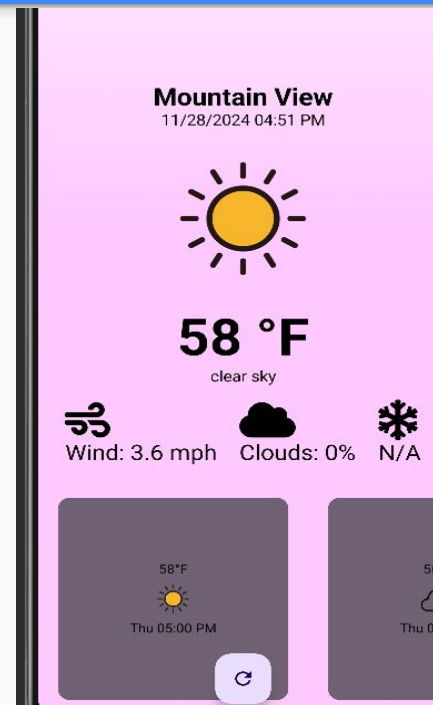 Mountain View
11/28/2024 04:51 PM
58 °F
clear sky
Wind: 3.6 mph Clouds: 0% N/A
58°F
Thu 05:00 PM
Thu